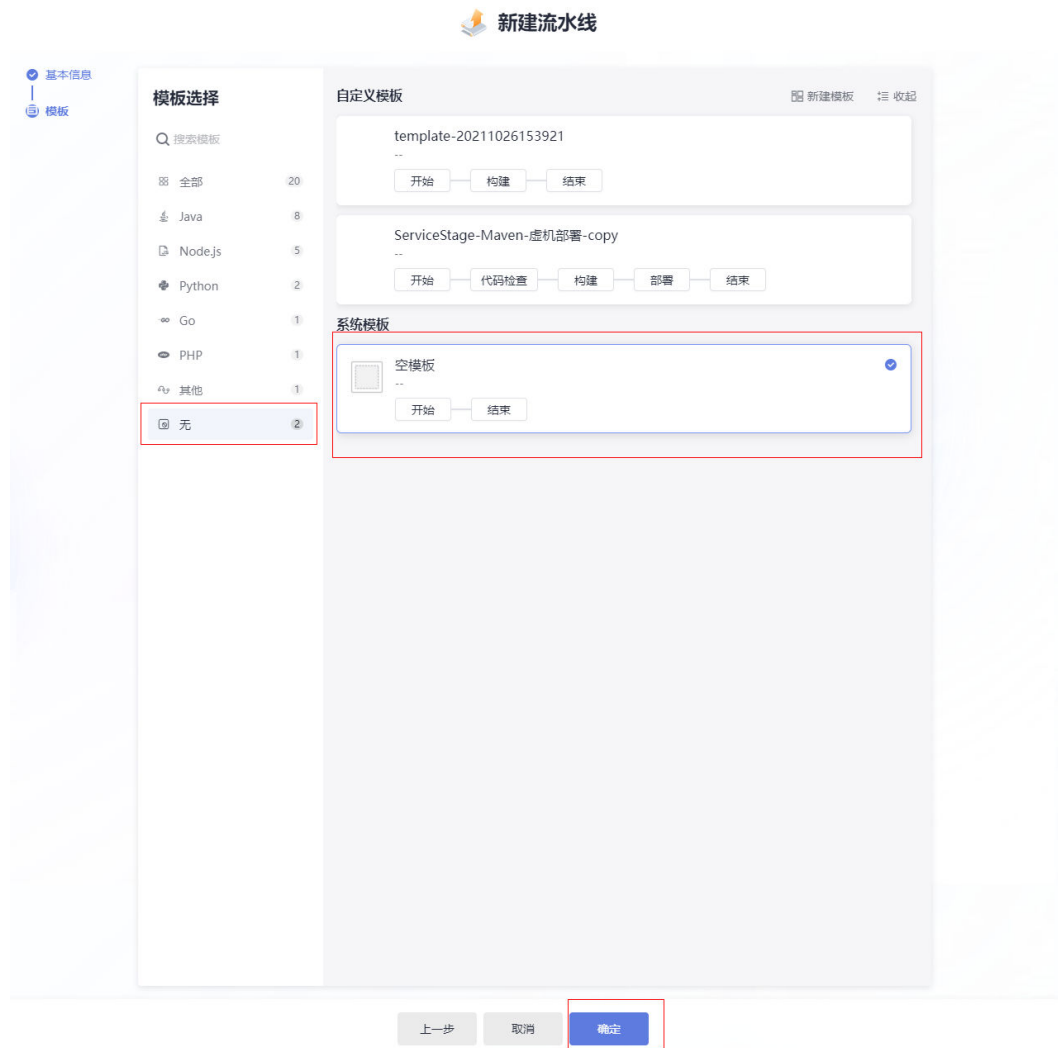 新建流水线
基本信息
模板
模板选择
搜索模板
全部 20
Java 8
Node.js 5
Python 2
Go 1
PHP 1
其他 1
无 2
自定义模板 新建模板 收起
template-20211026153921
--
开始 构建 结束
ServiceStage-Maven-虚机部署-copy
--
开始 代码检查 构建 部署 结束
系统模板
空模板
--
开始 结束
上一步 取消 确定